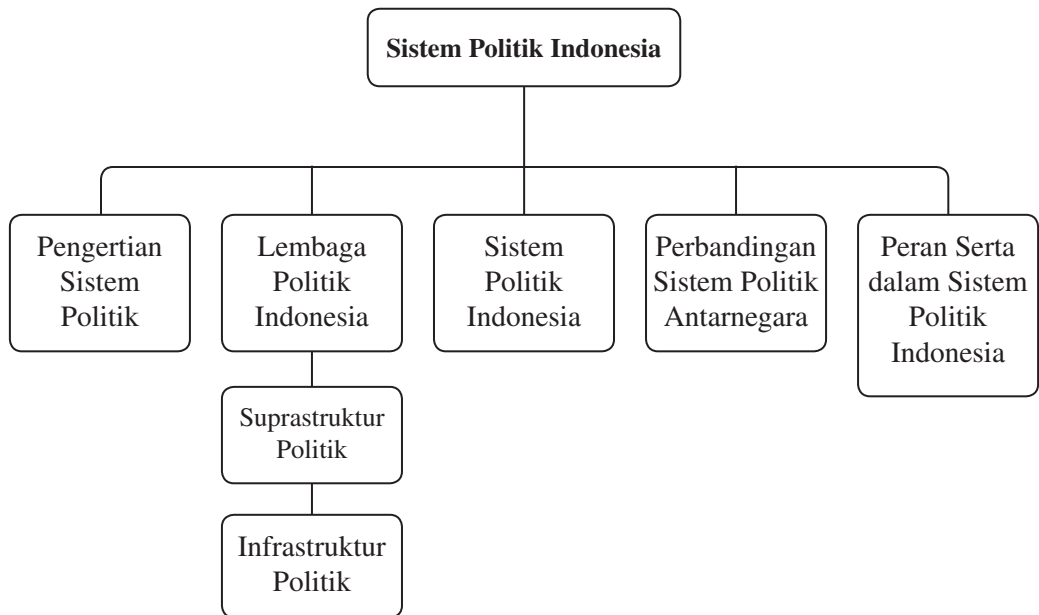 Sistem Politik Indonesia
Pengertian
Sistem
Politik
Lembaga
Politik
Indonesia
Sistem
Politik
Indonesia
Perbandingan
Sistem Politik
Antarnegara
Peran Serta
dalam Sistem
Politik
Indonesia
Suprastruktur
Politik
Infrastruktur
Politik